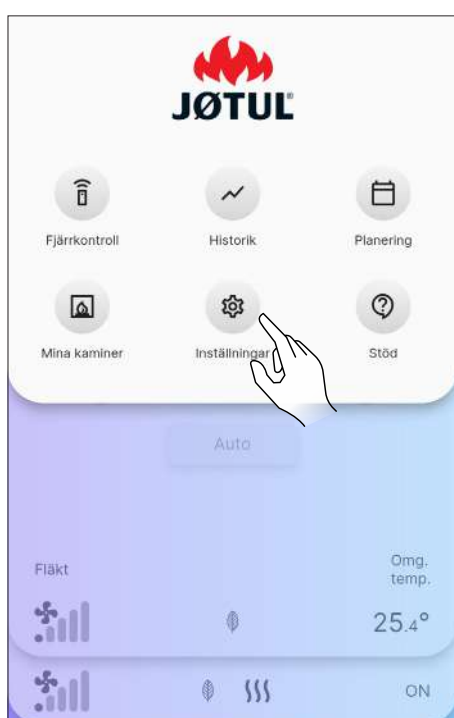 JØTUL
Fjärrkontroll
Historik
Planering
Mina kaminer
Inställningar
Stöd
Auto
Fläkt
Omg.
temp.
25.4°
ON